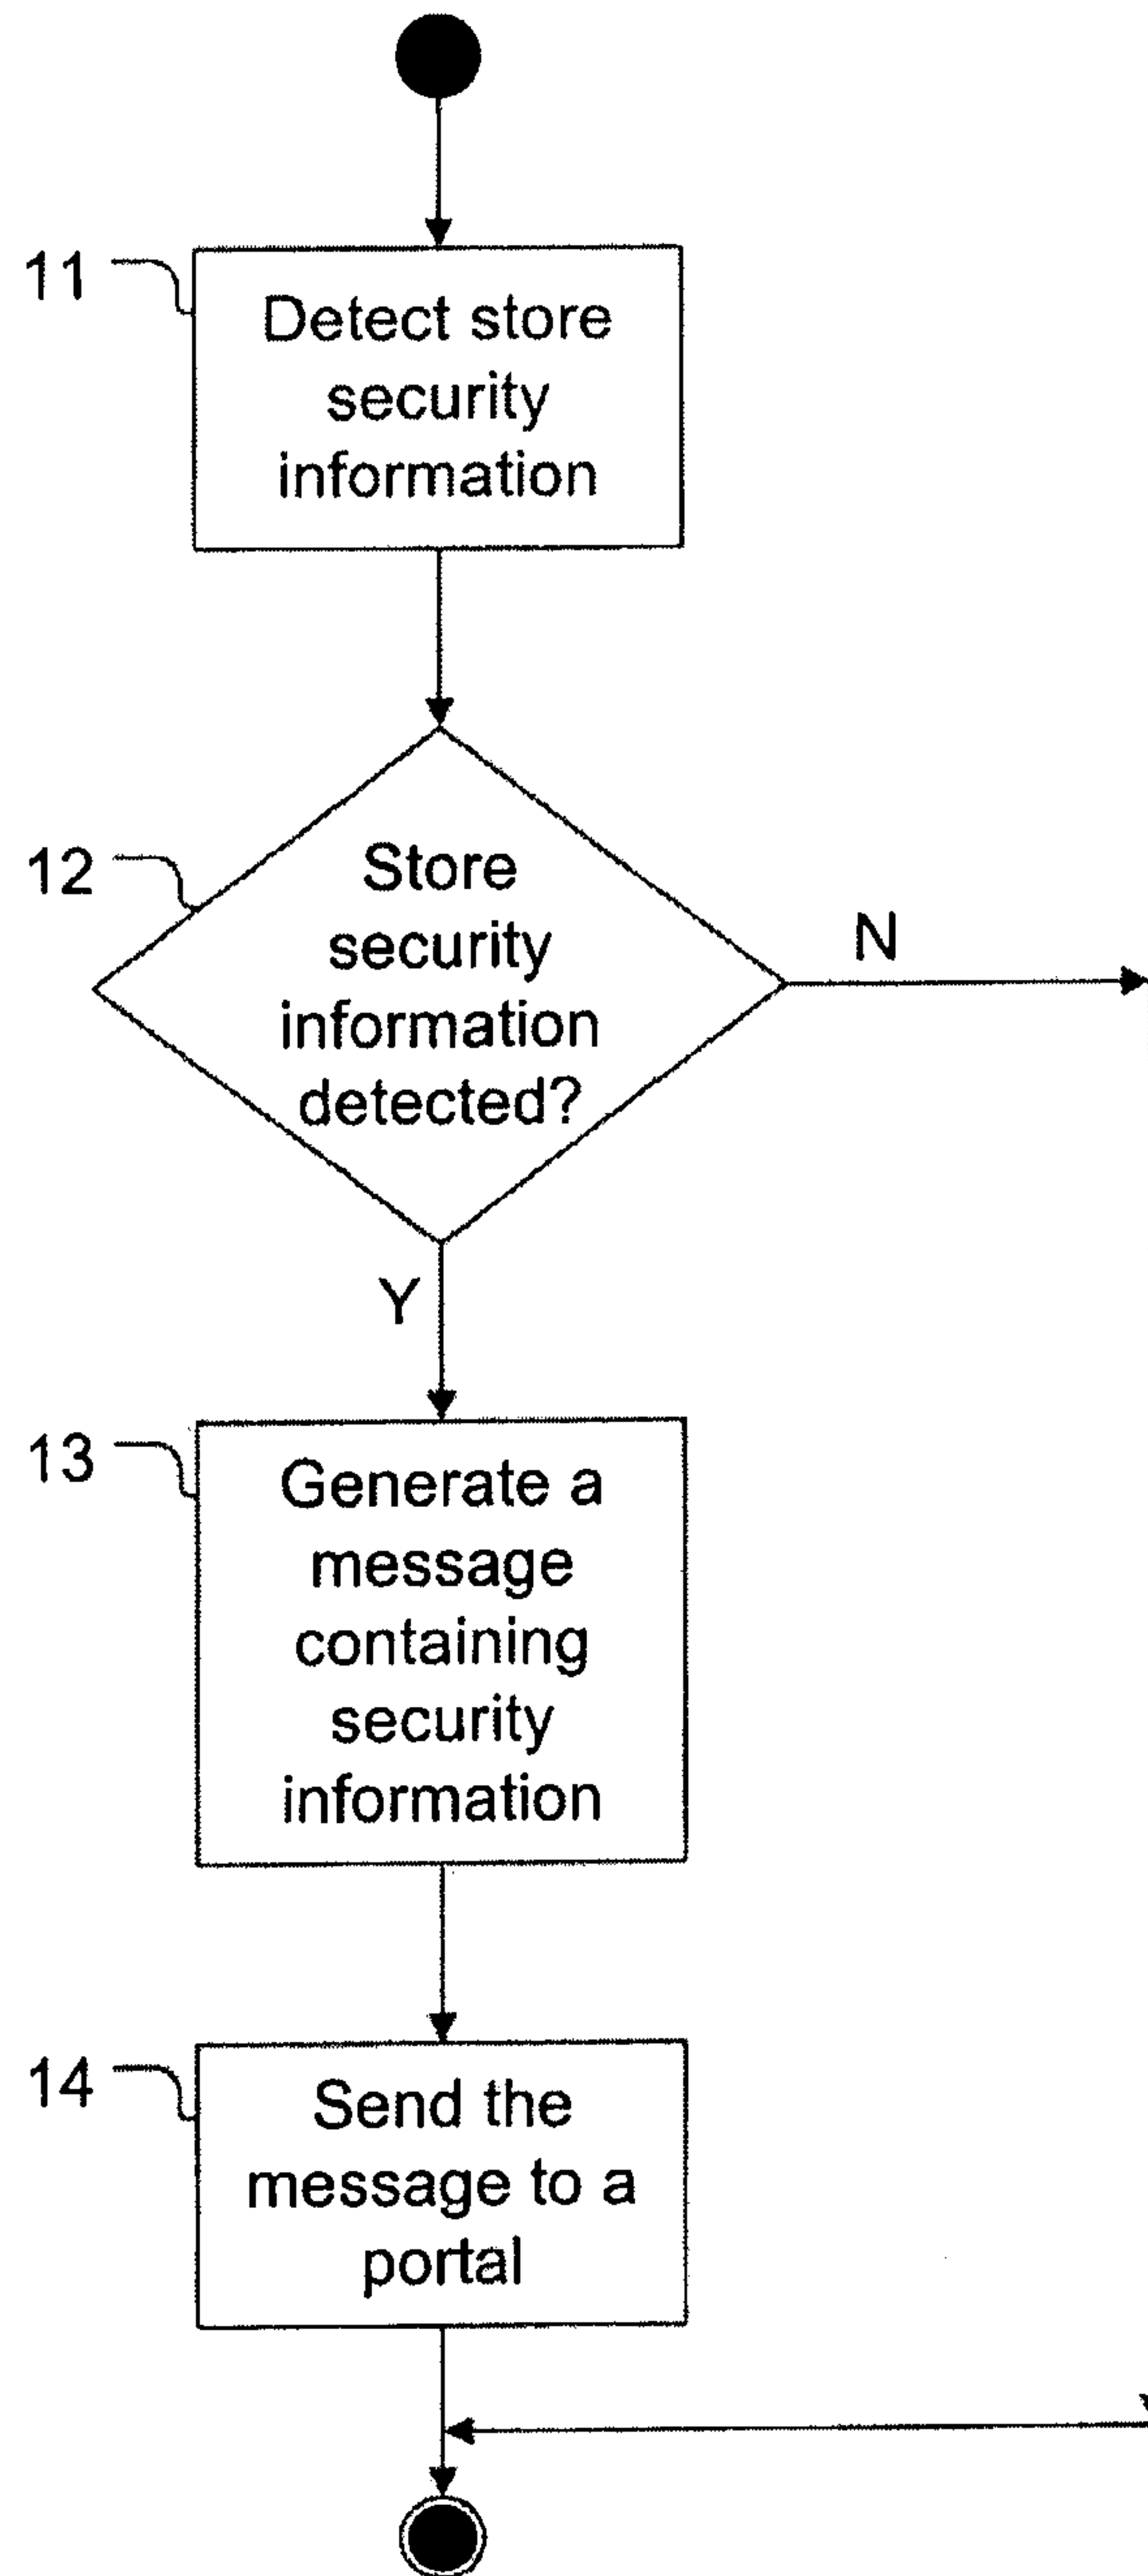 11
Detect store
security
information
12
Store
security
information
detected?
N
Y
13
Generate a
message
containing
security
information
14
Send the
message to a
portal